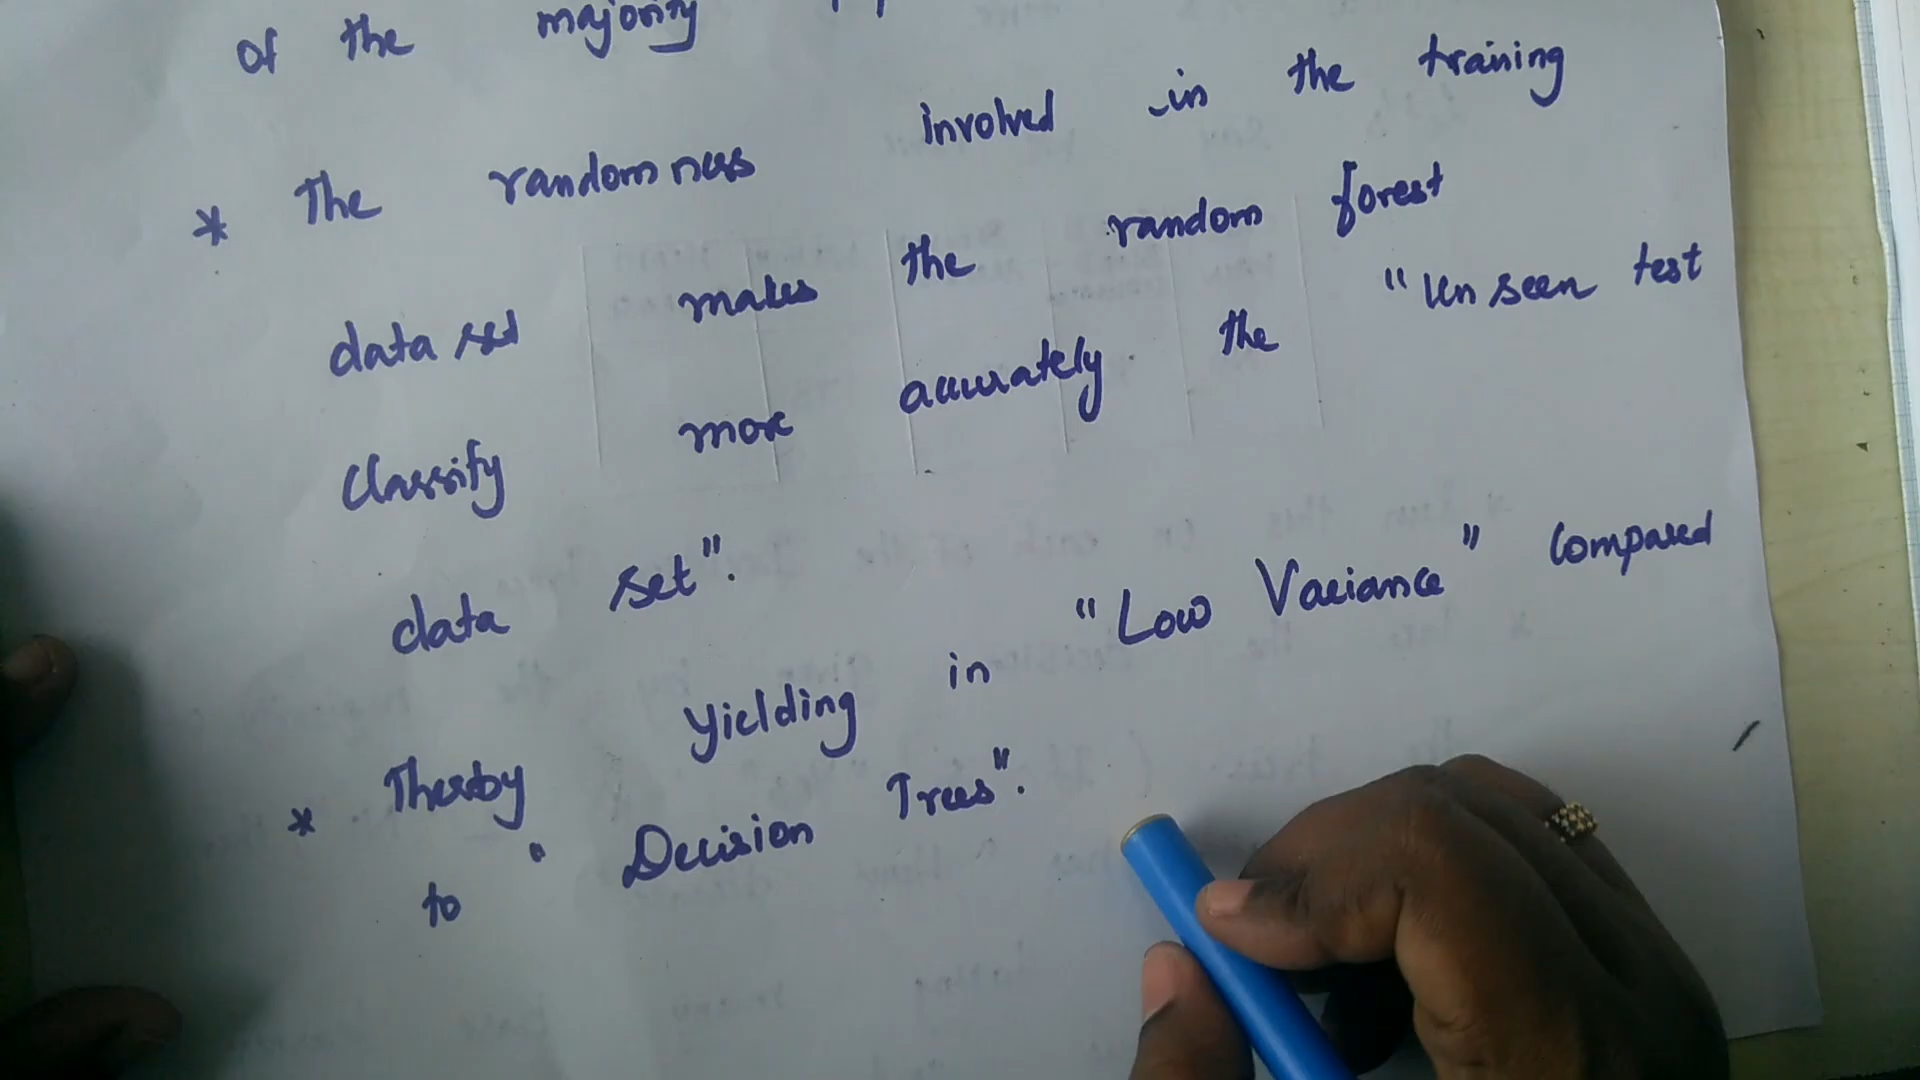 of the majority
* The randomness involved in the training
data set makes the random forest
classify more accurately the "Unseen test
data set".
* Thereby yielding in "Low Variance" Compared
to "Decision Trees".